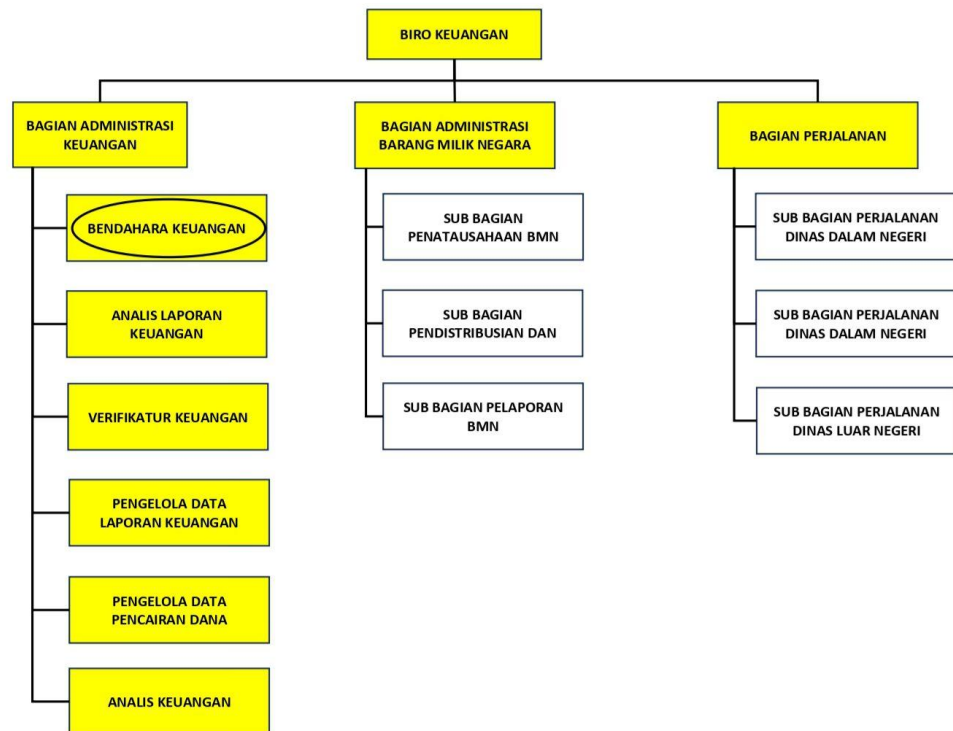 BIRO KEUANGAN
BAGIAN ADMINISTRASI
KEUANGAN
BAGIAN ADMINISTRASI
BARANG MILIK NEGARA
BAGIAN PERJALANAN
BENDAHARA KEUANGAN
ANALIS LAPORAN
KEUANGAN
VERIFIKATUR KEUANGAN
PENGELOLA DATA
LAPORAN KEUANGAN
PENGELOLA DATA
PENCAIRAN DANA
ANALIS KEUANGAN
SUB BAGIAN
PENATAUSAHAAN BMN
SUB BAGIAN
PENDISTRIBUSIAN DAN
SUB BAGIAN PELAPORAN
BMN
SUB BAGIAN PERJALANAN
DINAS DALAM NEGERI
SUB BAGIAN PERJALANAN
DINAS DALAM NEGERI
SUB BAGIAN PERJALANAN
DINAS LUAR NEGERI